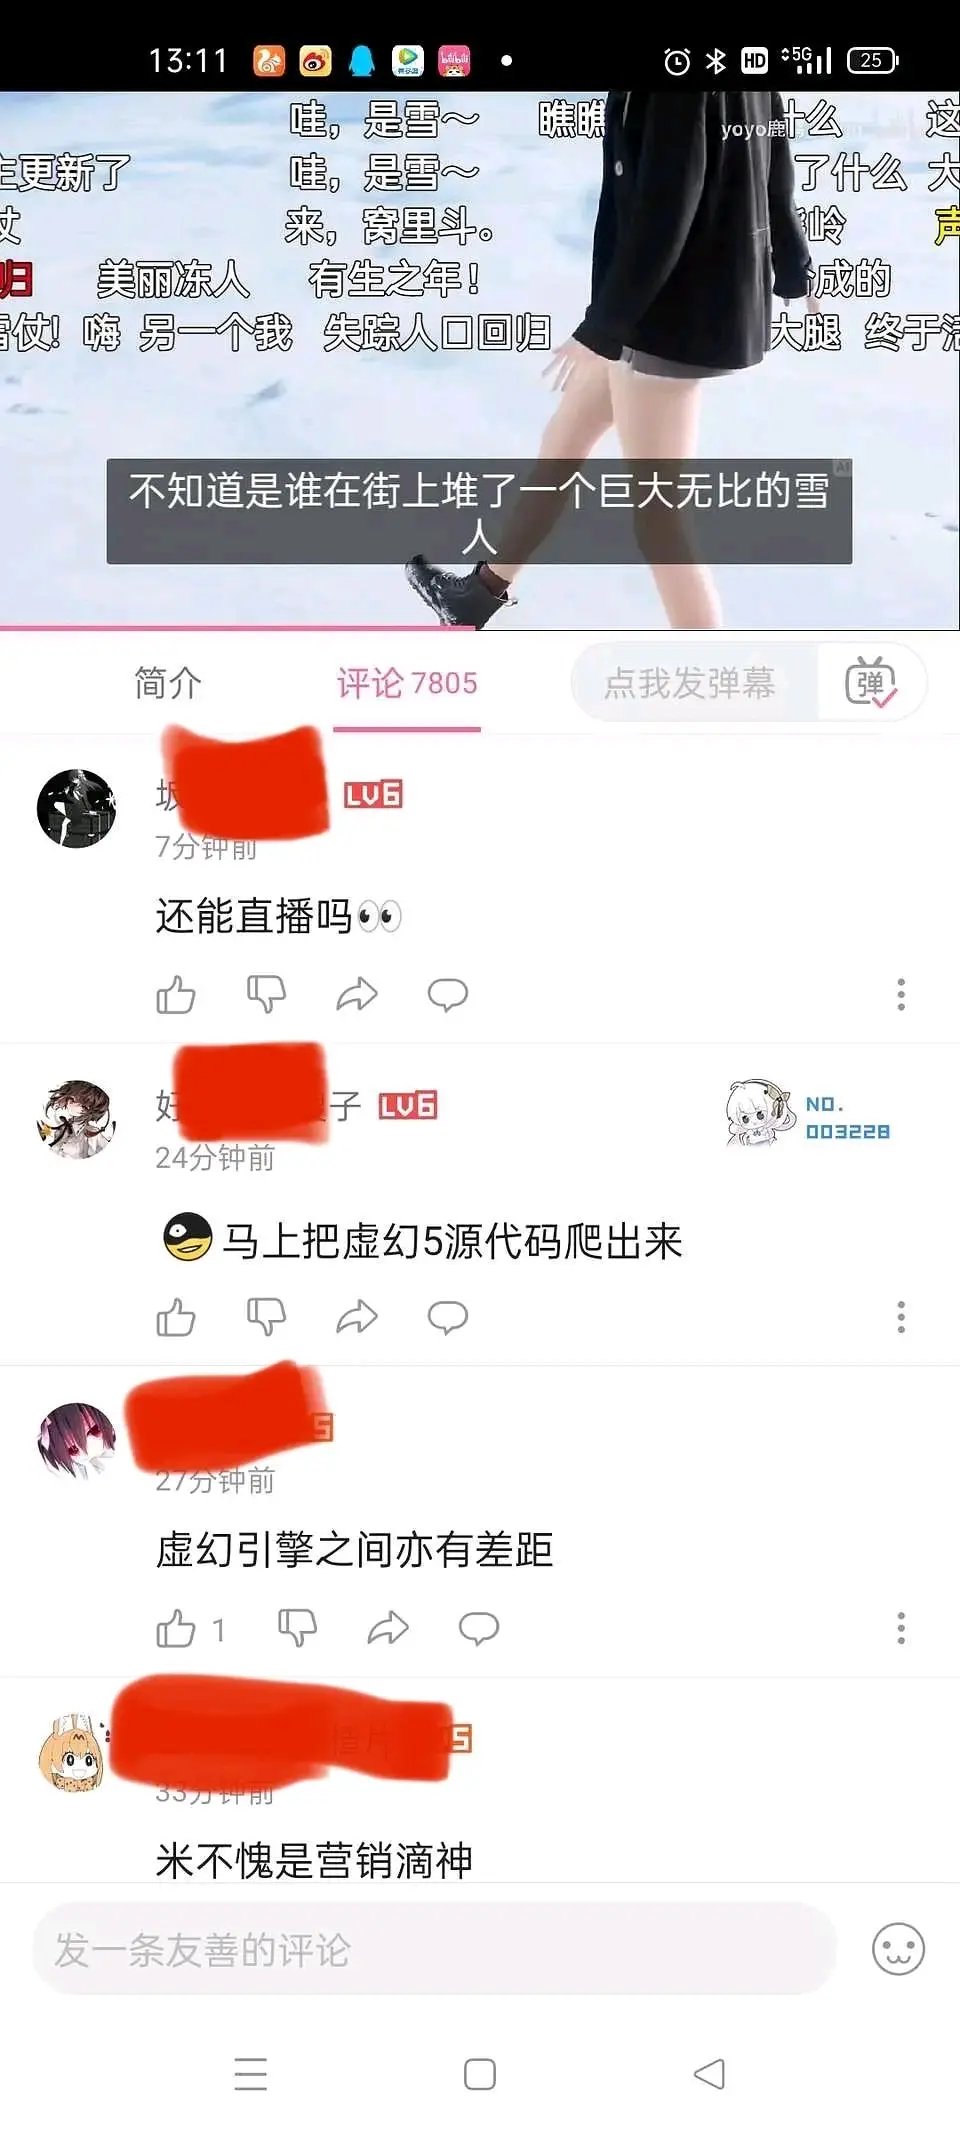 13:11
HD 5G 25
哇，是雪～ 瞧瞧 什么 这
yoyo鹿鸣
主更新了 哇，是雪～ 了什么 大
仗 来，窝里斗。 岭 声
归 美丽冻人 有生之年！ 成的
雪仗! 嗨 另一个我 失踪人口回归 大腿 终于活
AI
不知道是谁在街上堆了一个巨大无比的雪
人
简介 评论 7805 点我发弹幕 弹
坂 LV6
7分钟前
还能直播吗👀
好 子 LV6
NO.
003228
24分钟前
马上把虚幻5源代码爬出来
5
27分钟前
虚幻引擎之间亦有差距
1
5
33分钟前
米不愧是营销滴神
发一条友善的评论